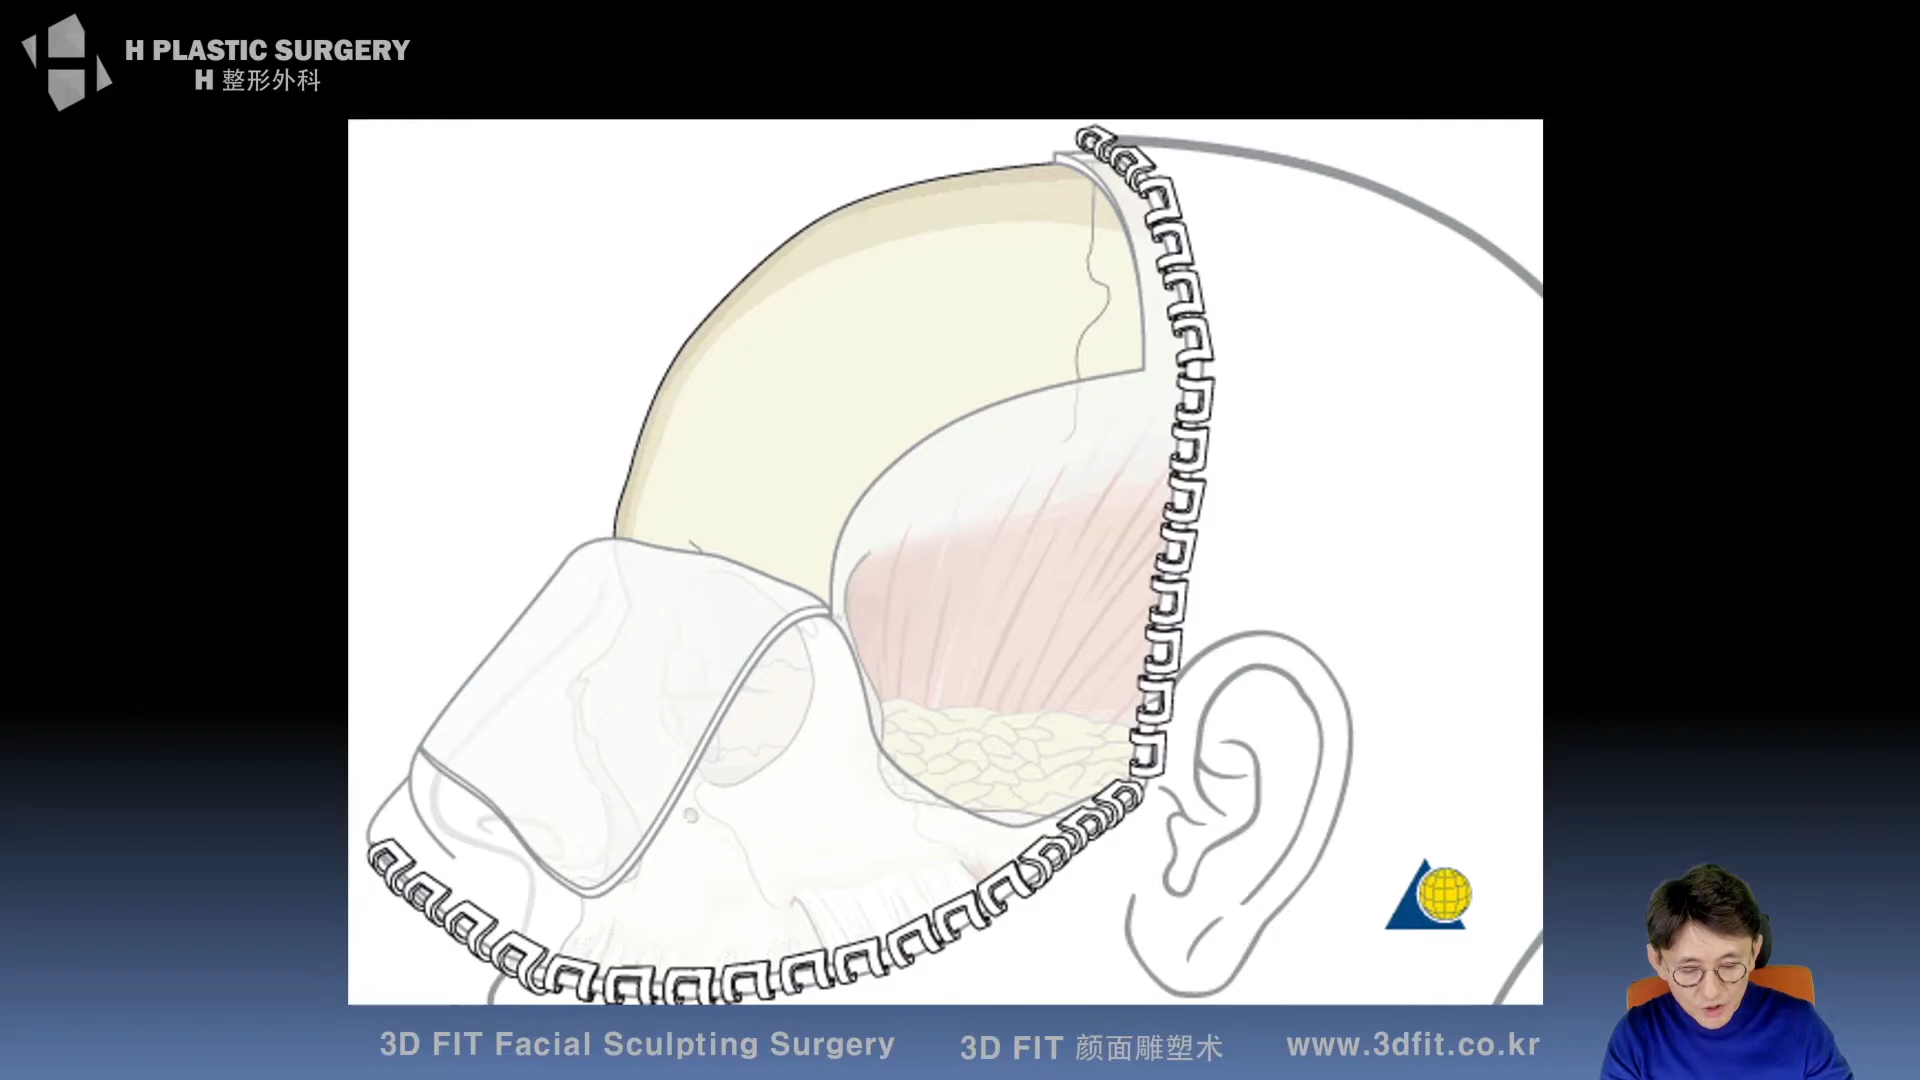 H PLASTIC SURGERY
H 整形外科
3D FIT Facial Sculpting Surgery
3D FIT 颜面雕塑术
www.3dfit.co.kr